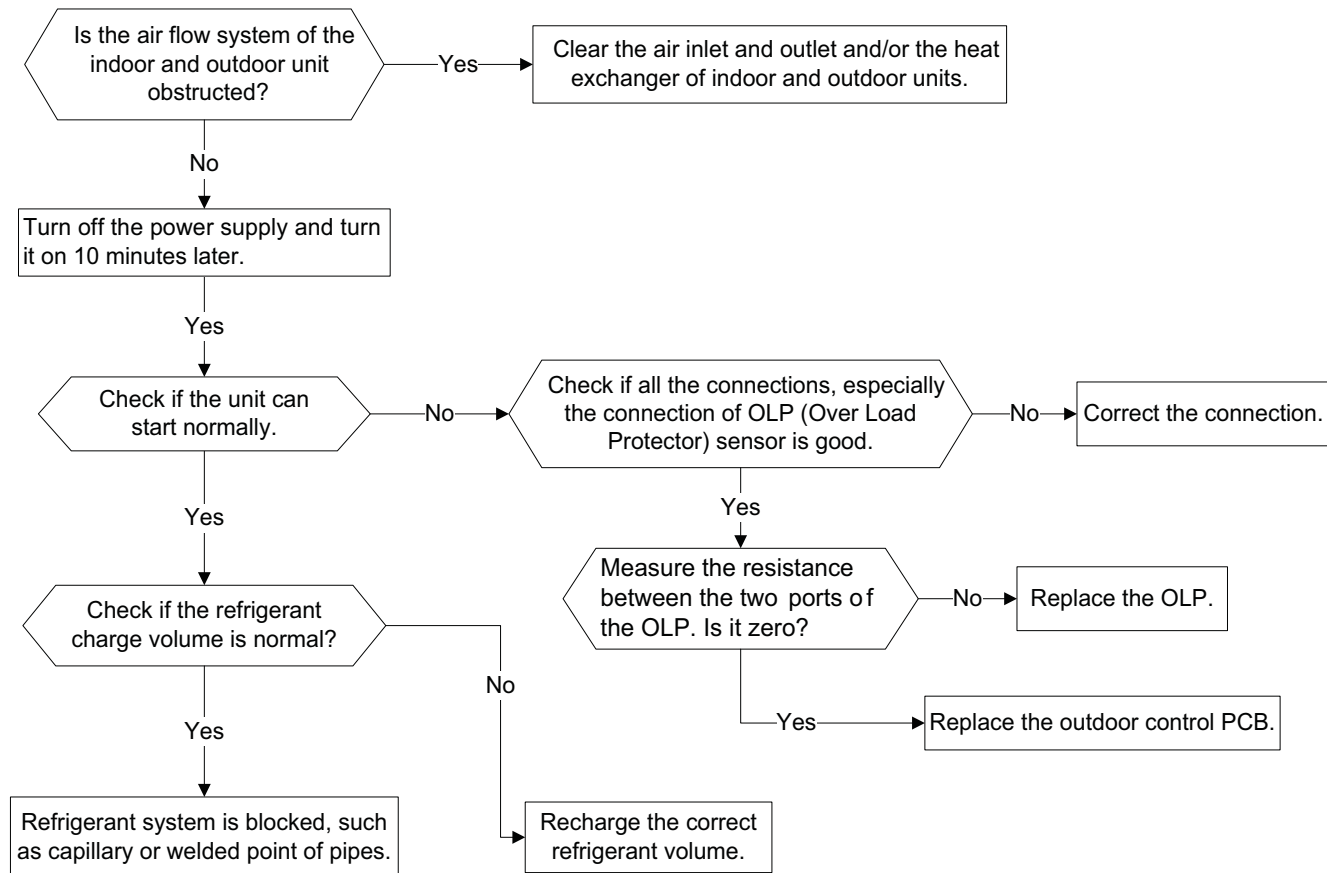 Is the air flow system of the
indoor and outdoor unit
obstructed?
Yes
Clear the air inlet and outlet and/or the heat
exchanger of indoor and outdoor units.
No
Turn off the power supply and turn
it on 10 minutes later.
Yes
Check if the unit can
start normally.
No
Check if all the connections, especially
the connection of OLP (Over Load
Protector) sensor is good.
No
Correct the connection.
Yes
Yes
Measure the resistance
between the two ports of
the OLP. Is it zero?
No
Replace the OLP.
Check if the refrigerant
charge volume is normal?
No
Yes
Yes
Replace the outdoor control PCB.
Refrigerant system is blocked, such
as capillary or welded point of pipes.
Recharge the correct
refrigerant volume.